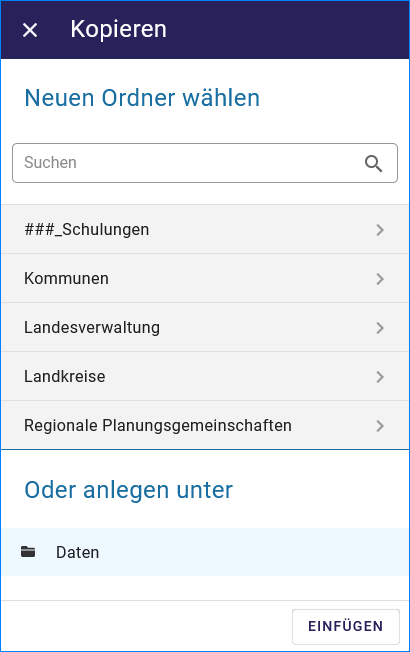 Kopieren
Neuen Ordner wählen
Suchen
###_Schulungen
Kommunen
Landesverwaltung
Landkreise
Regionale Planungsgemeinschaften
Oder anlegen unter
Daten
EINFÜGEN